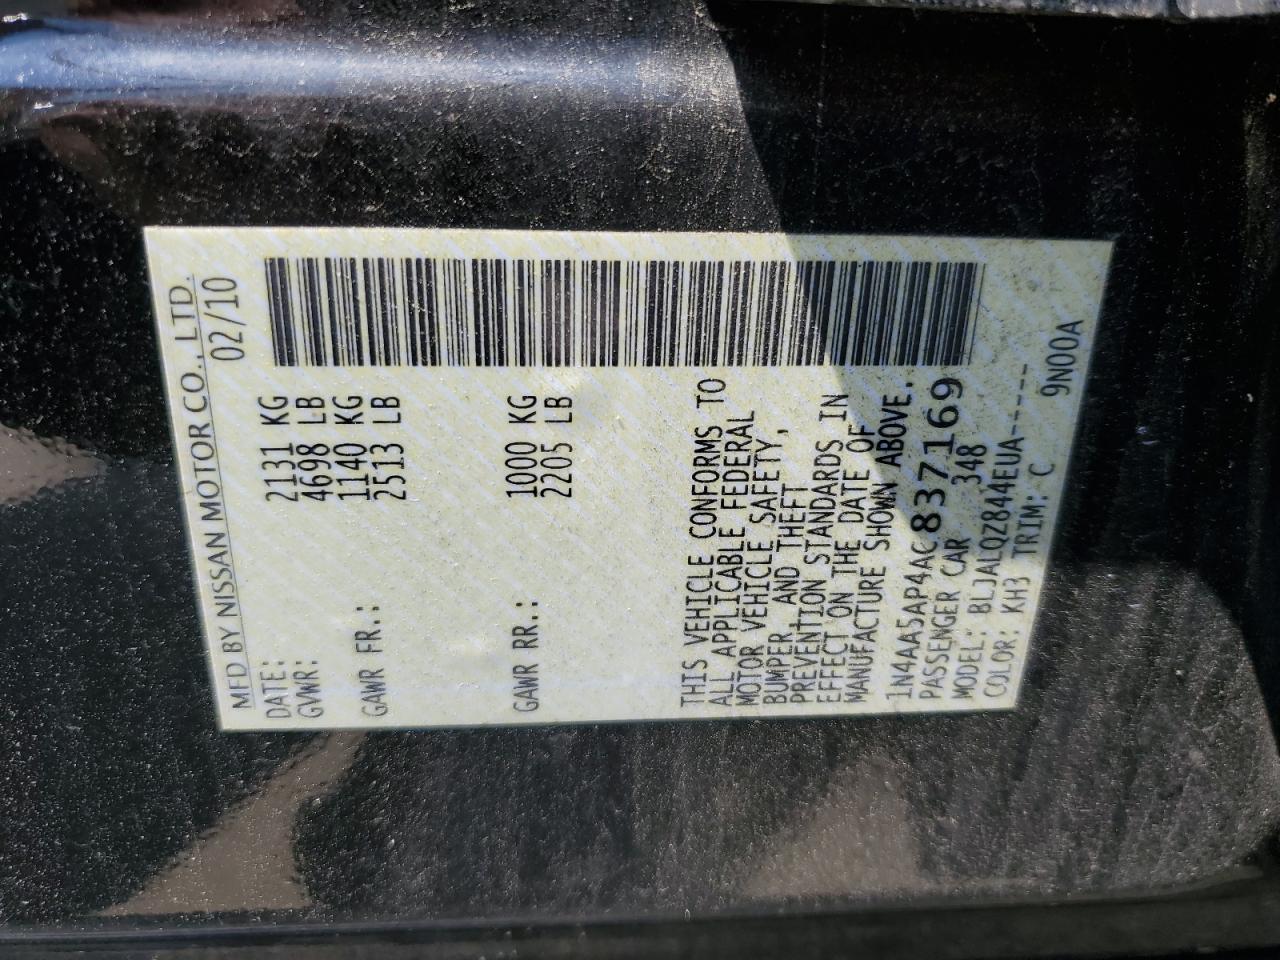 MFD BY NISSAN MOTOR CO., LTD.
DATE: 02/10
GVWR: 2131 KG
4698 LB
GAWR FR.: 1140 KG
2513 LB
GAWR RR.: 1000 KG
2205 LB
THIS VEHICLE CONFORMS TO
ALL APPLICABLE FEDERAL
MOTOR VEHICLE SAFETY,
BUMPER, AND THEFT
PREVENTION STANDARDS IN
EFFECT ON THE DATE OF
MANUFACTURE SHOWN ABOVE.
1N4AA5AP4AC837169
PASSENGER CAR 348
MODEL: BLJALQZ844EUA-----
COLOR: KH3 TRIM: C 9N00A